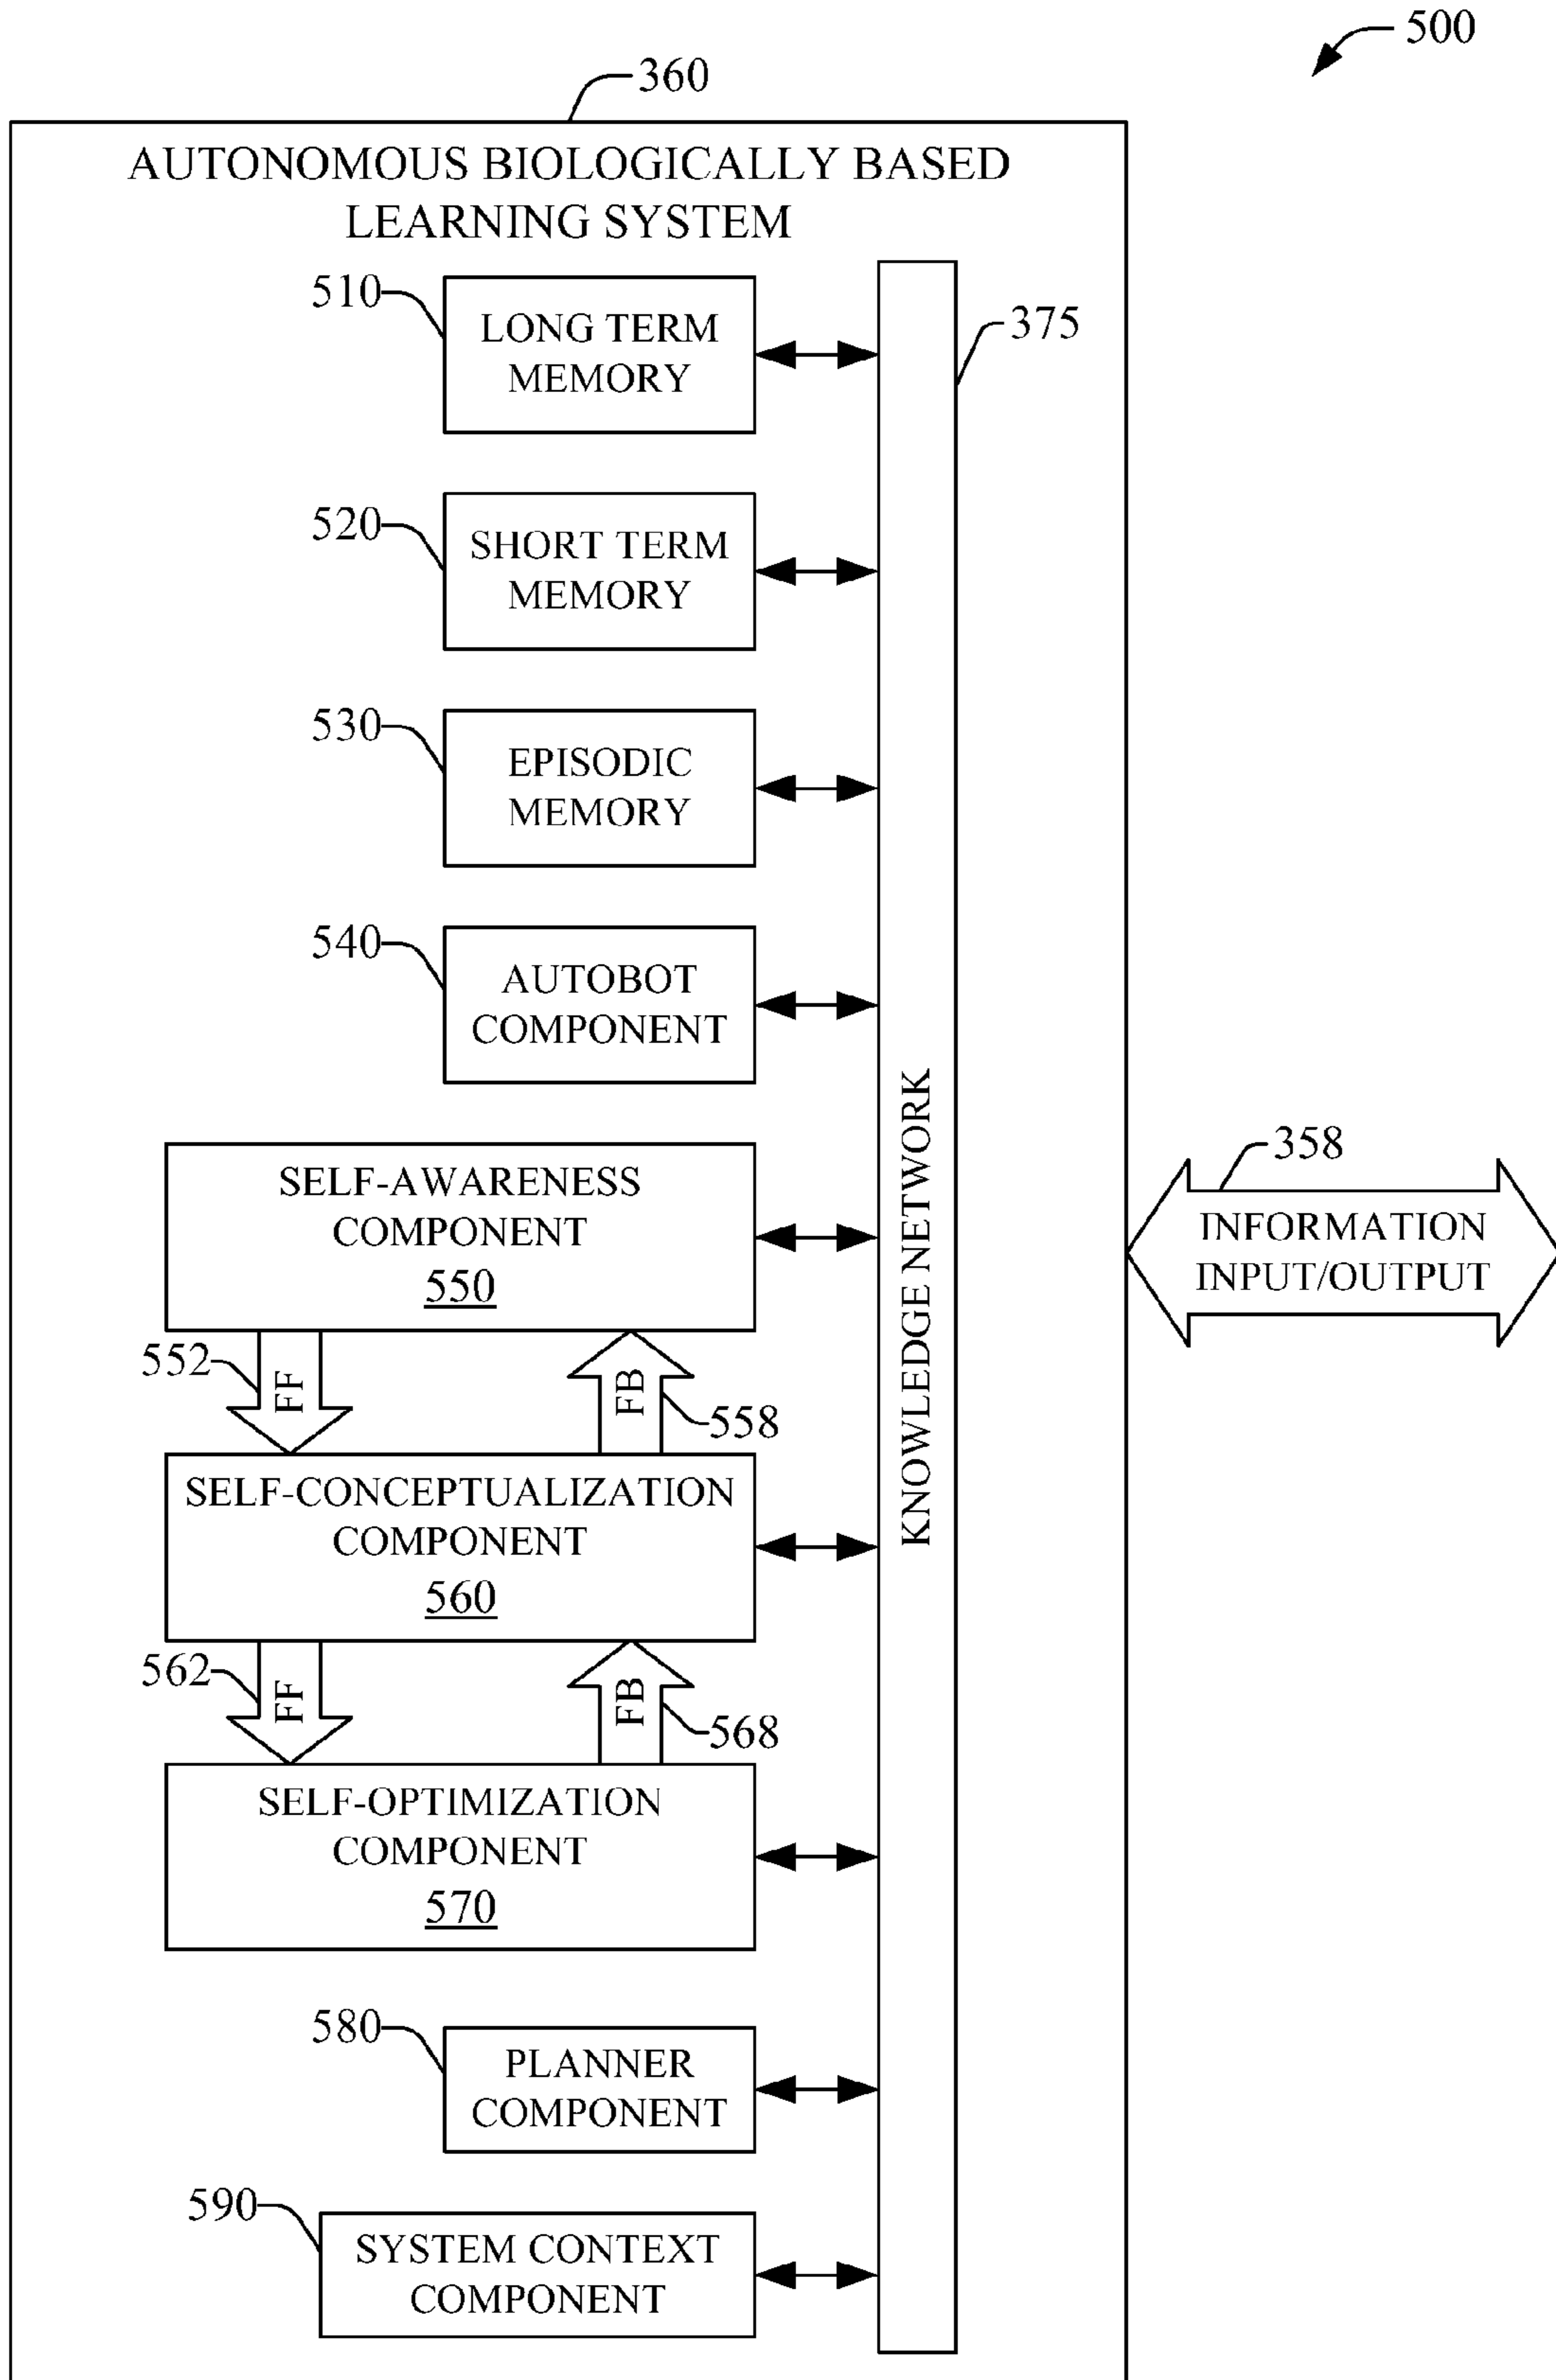 500
360
AUTONOMOUS BIOLOGICALLY BASED
LEARNING SYSTEM
510
LONG TERM
MEMORY
375
520
SHORT TERM
MEMORY
530
EPISODIC
MEMORY
540
AUTOBOT
COMPONENT
KNOWLEDGE NETWORK
358
INFORMATION
INPUT/OUTPUT
SELF-AWARENESS
COMPONENT
550
552
FF
FB
558
SELF-CONCEPTUALIZATION
COMPONENT
560
562
FF
FB
568
SELF-OPTIMIZATION
COMPONENT
570
580
PLANNER
COMPONENT
590
SYSTEM CONTEXT
COMPONENT